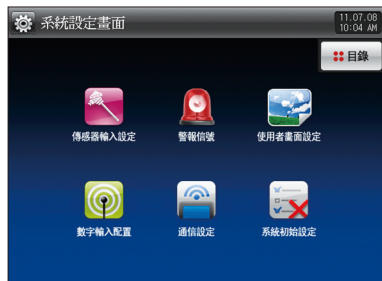 系統設定畫面
11.07.08
10:04 AM
目錄
傳感器輸入設定
警報信號
使用者畫面設定
數字輸入配置
通信設定
系統初始設定